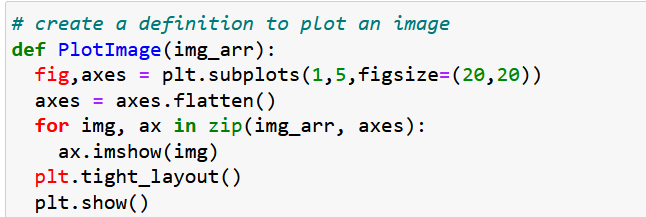 # create a definition to plot an image
def PlotImage(img_arr):
  fig,axes = plt.subplots(1,5,figsize=(20,20))
  axes = axes.flatten()
  for img, ax in zip(img_arr, axes):
    ax.imshow(img)
  plt.tight_layout()
  plt.show()